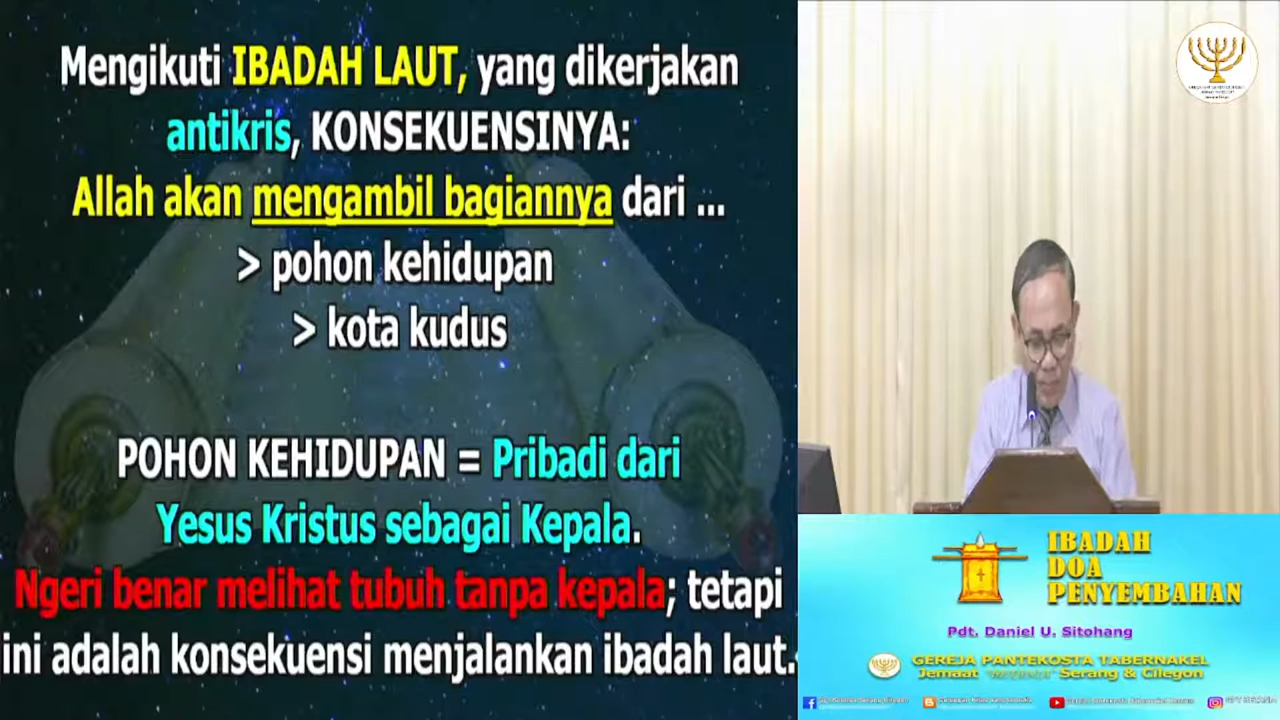 Mengikuti IBADAH LAUT, yang dikerjakan
antikris, KONSEKUENSINYA:
Allah akan mengambil bagiannya dari ...
> pohon kehidupan
> kota kudus
POHON KEHIDUPAN = Pribadi dari
Yesus Kristus sebagai Kepala.
Ngeri benar melihat tubuh tanpa kepala; tetapi
ini adalah konsekuensi menjalankan ibadah laut.
IBADAH
DOA
PENYEMBAHAN
Pdt. Daniel U. Sitohang
GEREJA PANTEKOSTA TABERNAKEL
Jemaat Serang & Cilegon